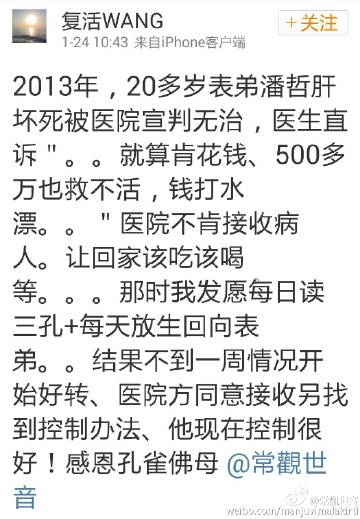 复活WANG
1-24 10:43 来自iPhone客户端
+关注
2013年，20多岁表弟潘哲肝
坏死被医院宣判无治，医生直
诉"。。就算肯花钱、500多
万也救不活，钱打水
漂。。"医院不肯接收病
人。让回家该吃该喝
等。。。那时我发愿每日读
三孔+每天放生回向表
弟。。结果不到一周情况开
始好转、医院方同意接收另找
到控制办法、他现在控制很
好！感恩孔雀佛母 @常觀世
音
weibo.com/manjuvimalakirti